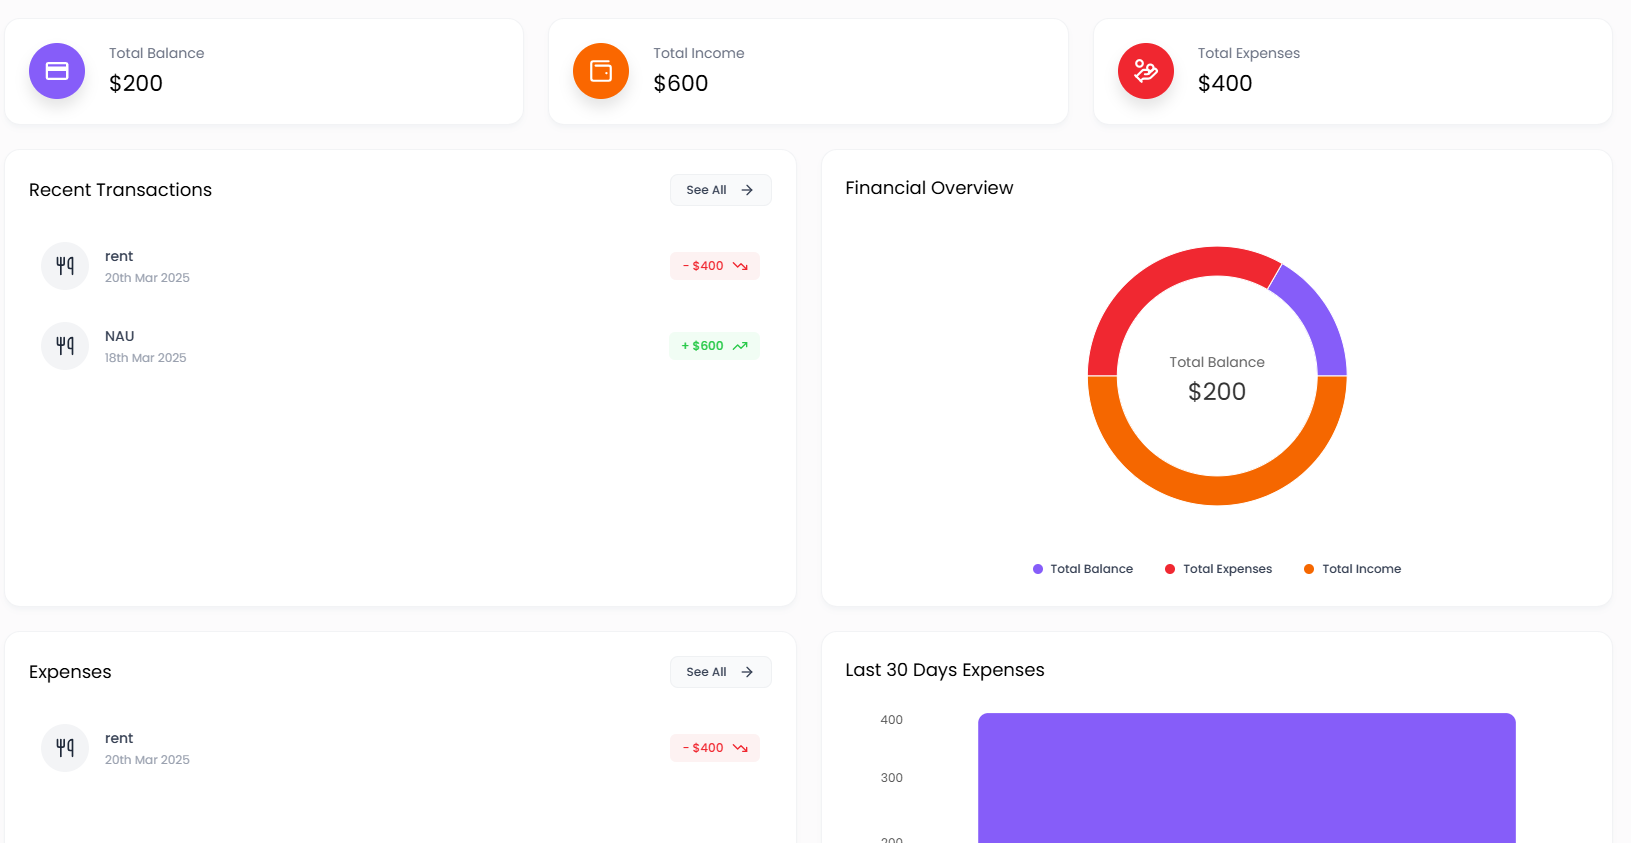 Total Balance
$200
Total Income
$600
Total Expenses
$400
Recent Transactions
See All
rent
20th Mar 2025
- $400
NAU
18th Mar 2025
+ $600
Financial Overview
Total Balance
$200
Total Balance
Total Expenses
Total Income
Expenses
See All
rent
20th Mar 2025
- $400
Last 30 Days Expenses
400
300
200